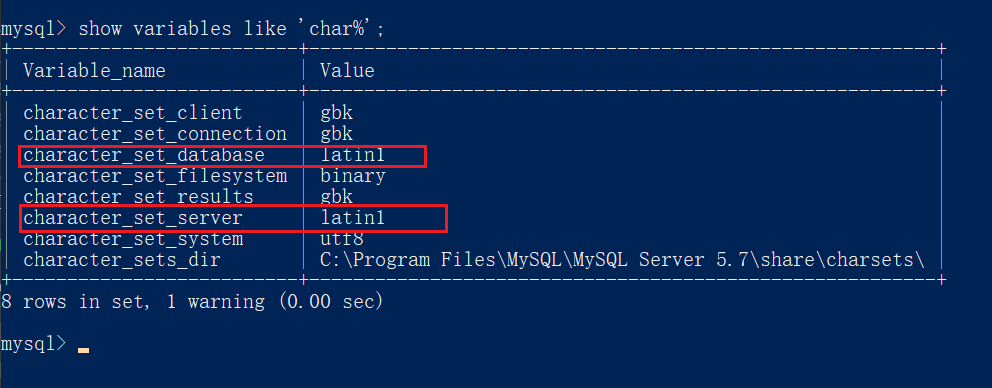 mysql> show variables like 'char%';
+--------------------------+---------------------------------------------------------+
| Variable_name | Value |
+--------------------------+---------------------------------------------------------+
| character_set_client | gbk
| character_set_connection | gbk
| character_set_database | latin1
| character_set_filesystem | binary
| character_set_results | gbk
| character_set_server | latin1
| character_set_system | utf8
| character_sets_dir | C:\Program Files\MySQL\MySQL Server 5.7\share\charsets\ |
+--------------------------+---------------------------------------------------------+
8 rows in set, 1 warning (0.00 sec)
mysql> _